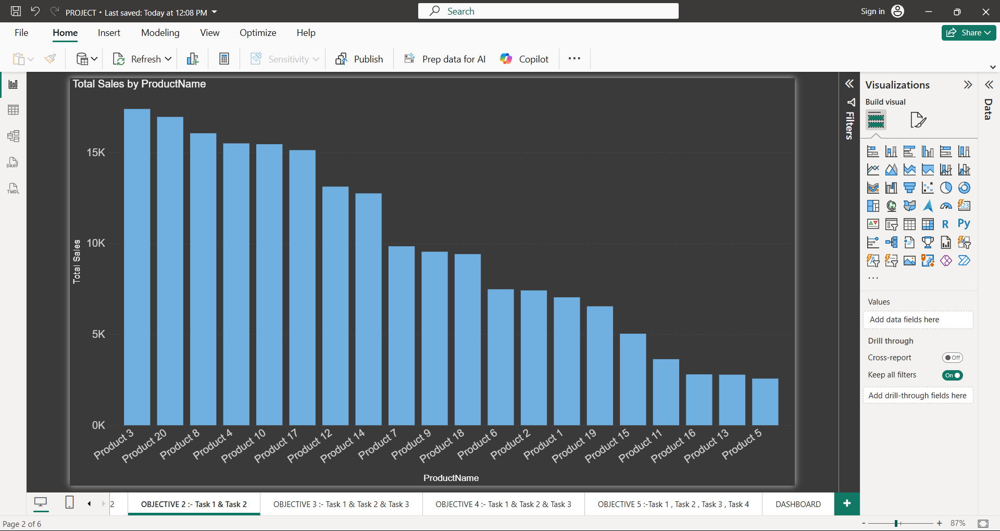 PROJECT • Last saved: Today at 12:08 PM
Search
Sign in
File Home Insert Modeling View Optimize Help
Share
Refresh
Sensitivity
Publish
Prep data for AI
Copilot
DAX
TMDL
Total Sales by ProductName
Total Sales
15K
10K
5K
0K
Product 3 Product 20 Product 8 Product 4 Product 10 Product 17 Product 12 Product 14 Product 7 Product 9 Product 18 Product 6 Product 2 Product 1 Product 19 Product 15 Product 11 Product 16 Product 13 Product 5
ProductName
Filters
Visualizations
Build visual
123
R
Py
Values
Add data fields here
Drill through
Cross-report
Off
Keep all filters
On
Add drill-through fields here
Data
2
OBJECTIVE 2 :- Task 1 & Task 2
OBJECTIVE 3 :- Task 1 & Task 2 & Task 3
OBJECTIVE 4 :- Task 1 & Task 2 & Task 3
OBJECTIVE 5 :-Task 1 , Task 2 , Task 3 , Task 4
DASHBOARD
Page 2 of 6
87%